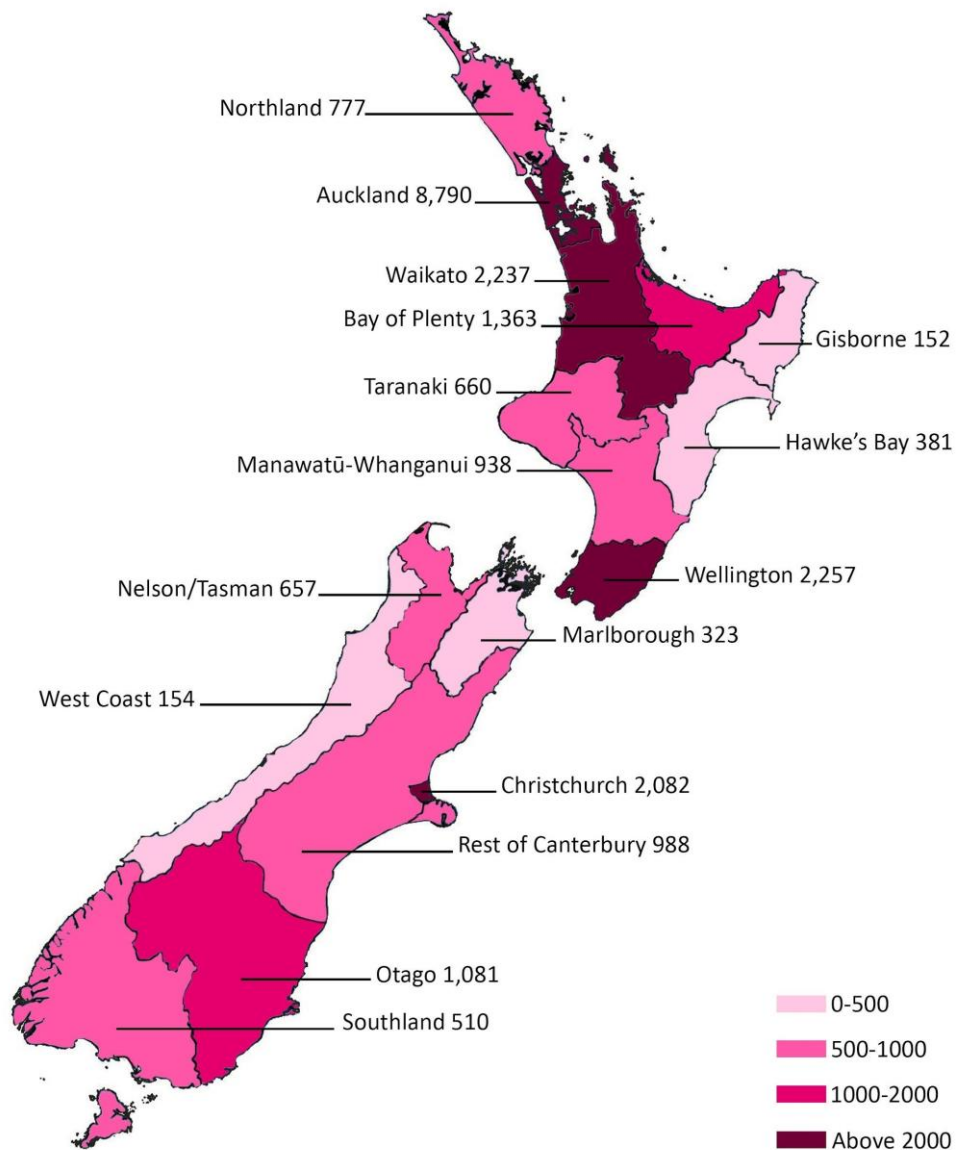 Northland 777
Auckland 8,790
Waikato 2,237
Bay of Plenty 1,363
Gisborne 152
Taranaki 660
Hawke’s Bay 381
Manawatū-Whanganui 938
Wellington 2,257
Nelson/Tasman 657
Marlborough 323
West Coast 154
Christchurch 2,082
Rest of Canterbury 988
Otago 1,081
Southland 510
0-500
500-1000
1000-2000
Above 2000